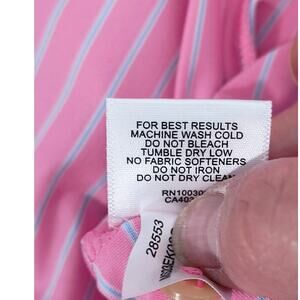 FOR BEST RESULTS
MACHINE WASH COLD
DO NOT BLEACH
TUMBLE DRY LOW
NO FABRIC SOFTENERS
DO NOT IRON
DO NOT DRY CLEAN
28553